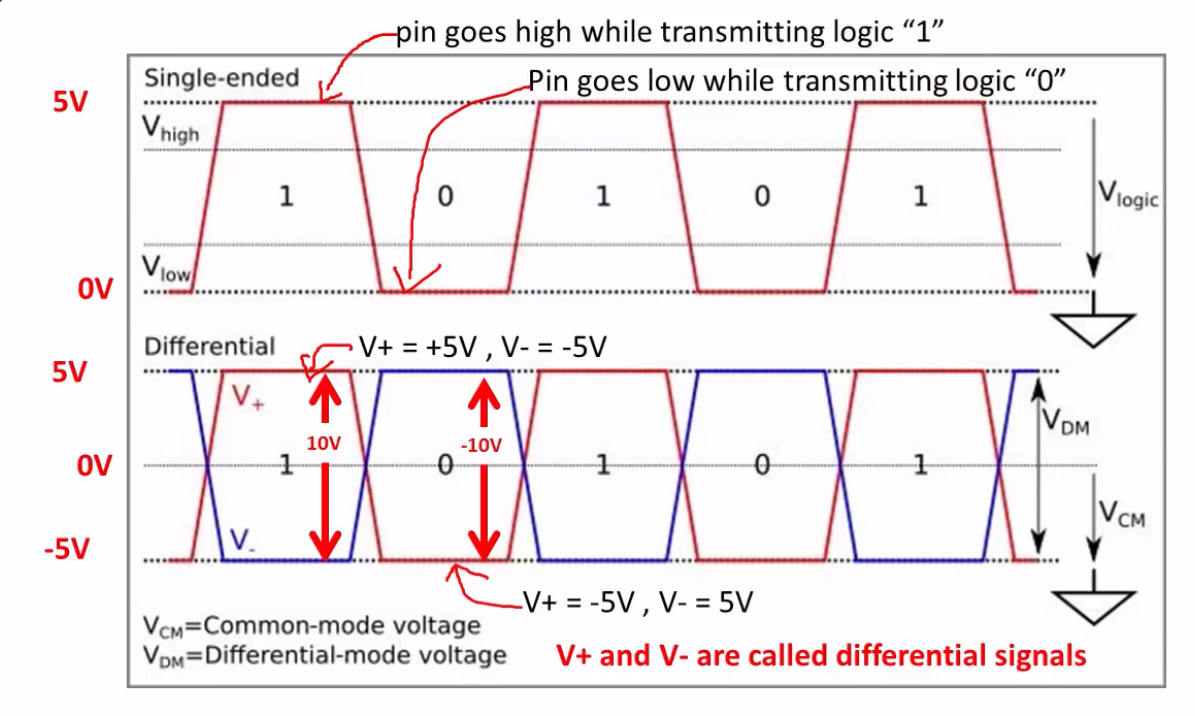 pin goes high while transmitting logic “1”
Single-ended
Pin goes low while transmitting logic “0”
5V
Vhigh
1 0 1 0 1
Vlogic
Vlow
0V
Differential
V+ = +5V , V- = -5V
5V
V+
VDM
10V
-10V
0V
1 0 1 0 1
VCM
V-
-5V
V+ = -5V , V- = 5V
VCM=Common-mode voltage
VDM=Differential-mode voltage
V+ and V- are called differential signals